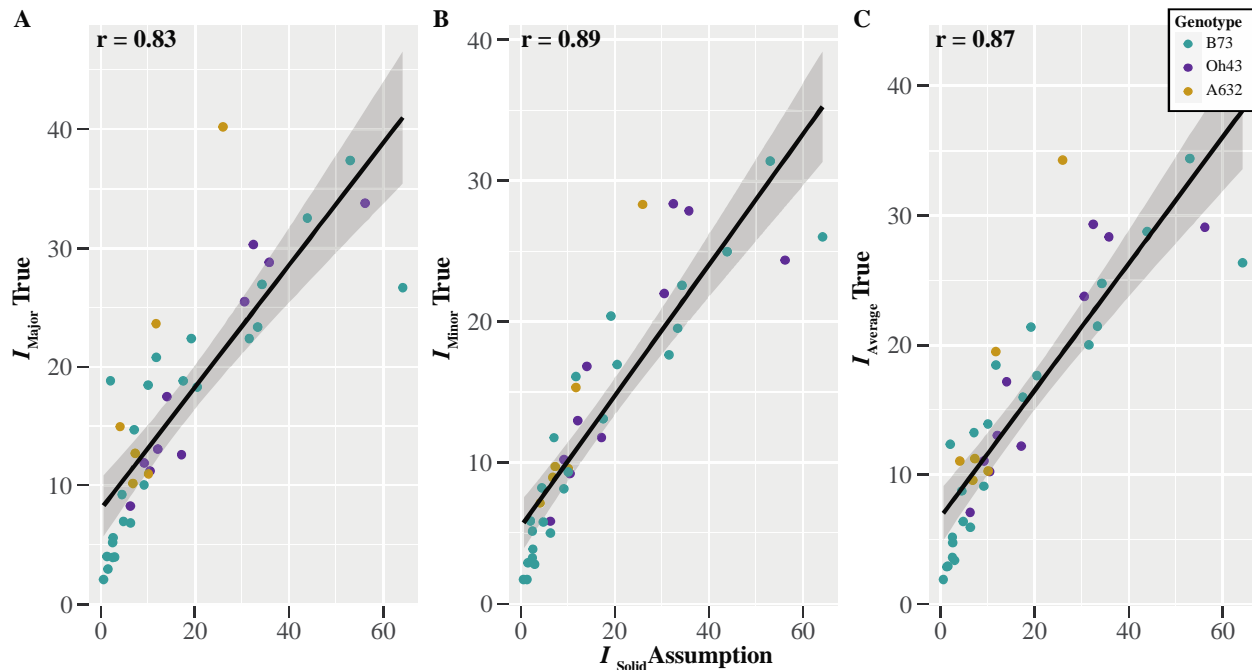 A
r = 0.83
I Major True
40
30
20
10
0
0 20 40 60
B
r = 0.89
I Minor True
40
30
20
10
0
0 20 40 60
C
r = 0.87
I Average True
40
30
20
10
0
0 20 40 60
Genotype
B73
Oh43
A632
I Solid Assumption